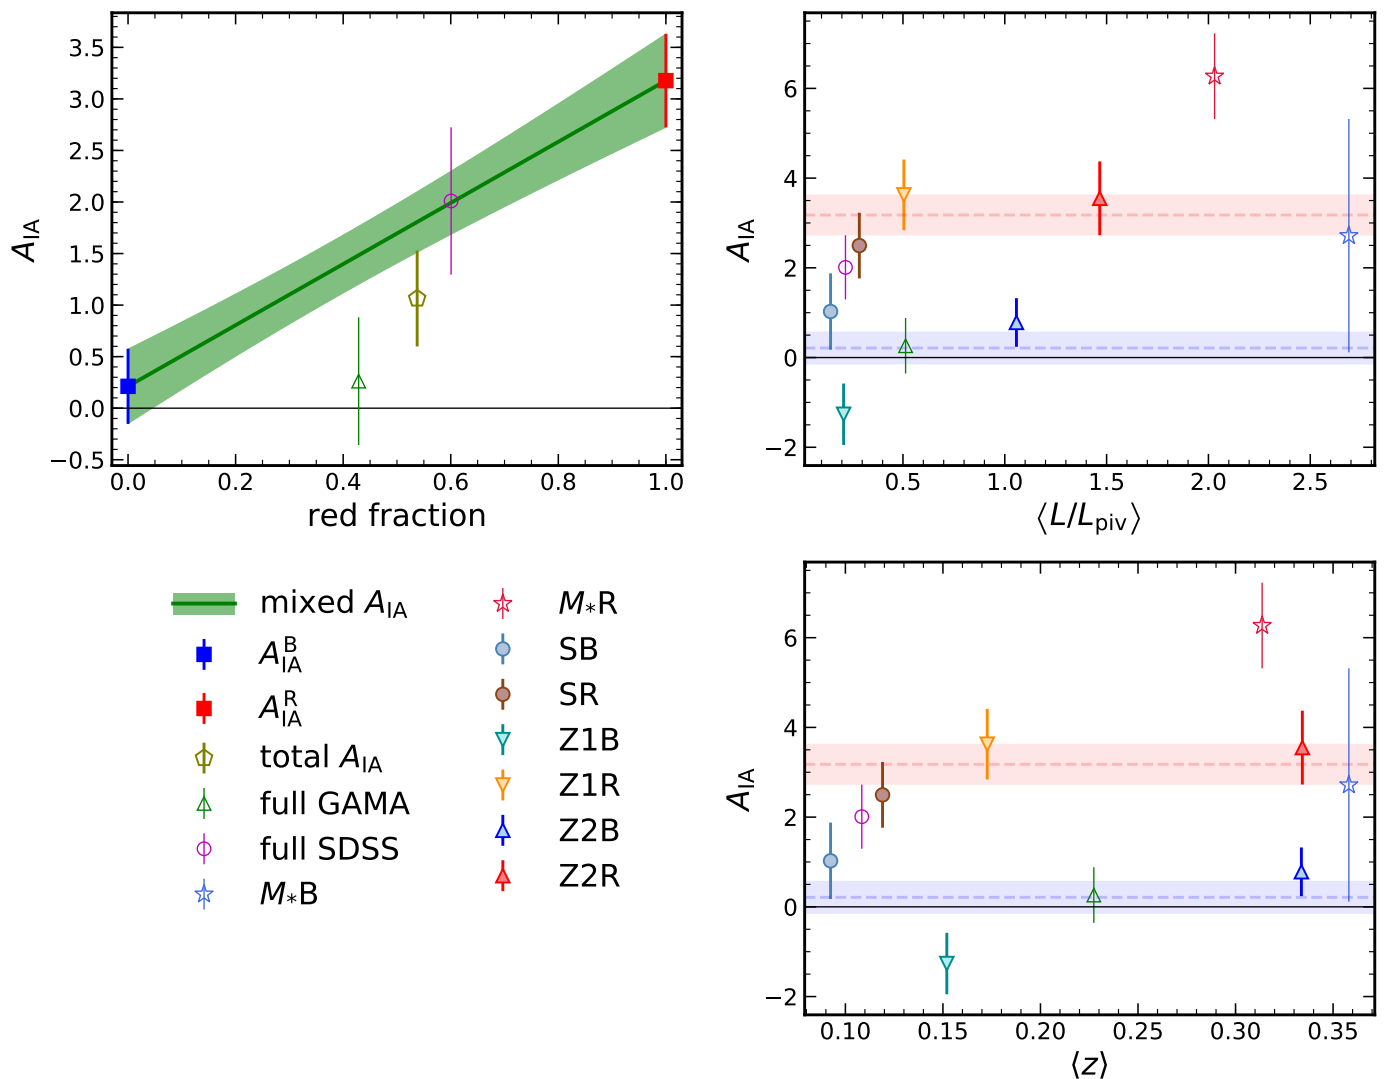 3.5
3.0
2.5
2.0
1.5
1.0
0.5
0.0
−0.5
A_IA
0.0 0.2 0.4 0.6 0.8 1.0
red fraction
6
4
2
0
−2
A_IA
0.5 1.0 1.5 2.0 2.5
⟨L/L_piv⟩
mixed A_IA
A_IA^B
A_IA^R
total A_IA
full GAMA
full SDSS
M*B
M*R
SB
SR
Z1B
Z1R
Z2B
Z2R
6
4
2
0
−2
A_IA
0.10 0.15 0.20 0.25 0.30 0.35
⟨z⟩